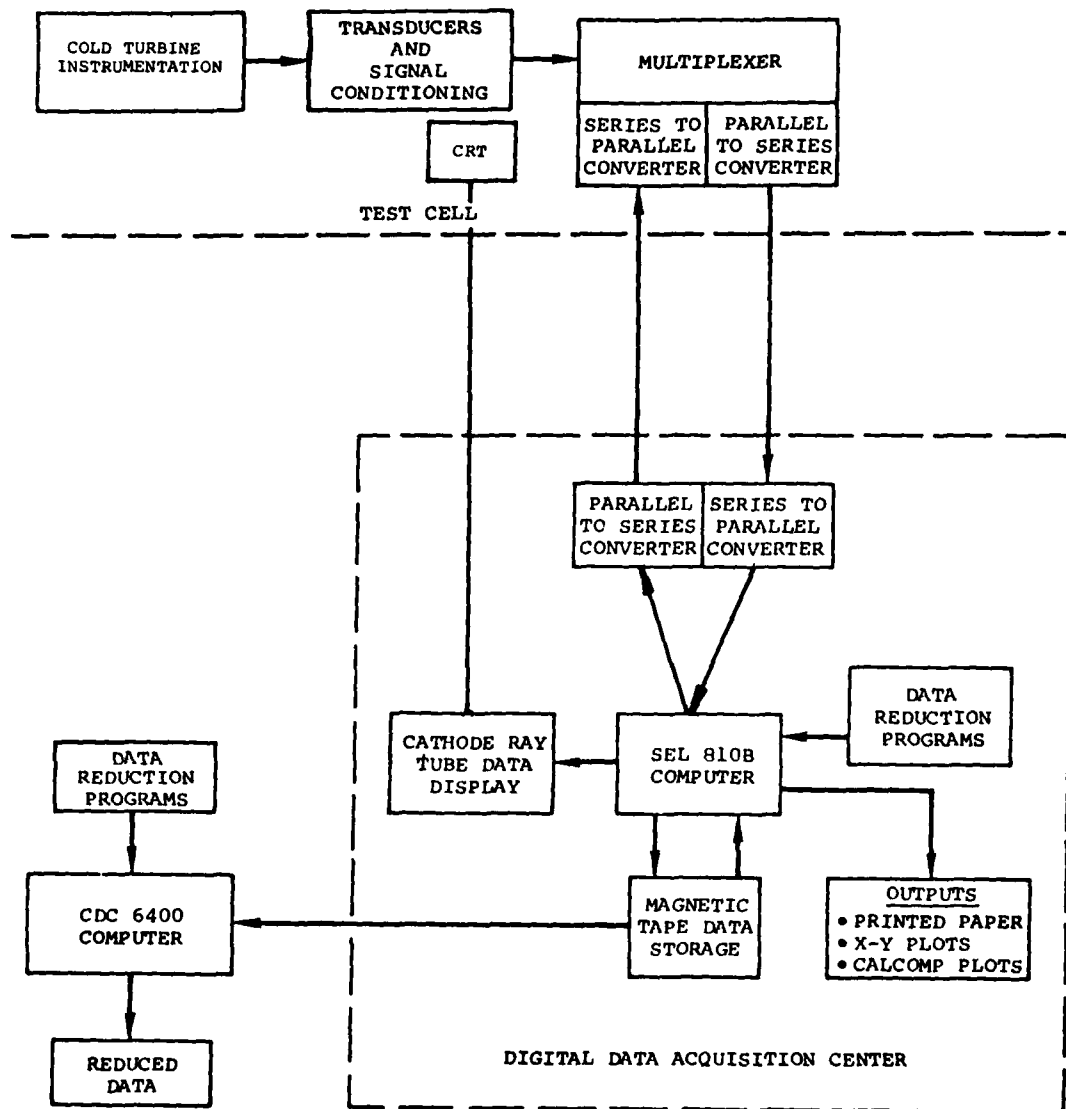 COLD TURBINE
INSTRUMENTATION
TRANSDUCERS
AND
SIGNAL
CONDITIONING
MULTIPLEXER
SERIES TO
PARALLEL
CONVERTER
PARALLEL
TO SERIES
CONVERTER
CRT
TEST CELL
PARALLEL
TO SERIES
CONVERTER
SERIES TO
PARALLEL
CONVERTER
DATA
REDUCTION
PROGRAMS
CATHODE RAY
TUBE DATA
DISPLAY
SEL 810B
COMPUTER
DATA
REDUCTION
PROGRAMS
CDC 6400
COMPUTER
MAGNETIC
TAPE DATA
STORAGE
OUTPUTS
• PRINTED PAPER
• X-Y PLOTS
• CALCOMP PLOTS
REDUCED
DATA
DIGITAL DATA ACQUISITION CENTER